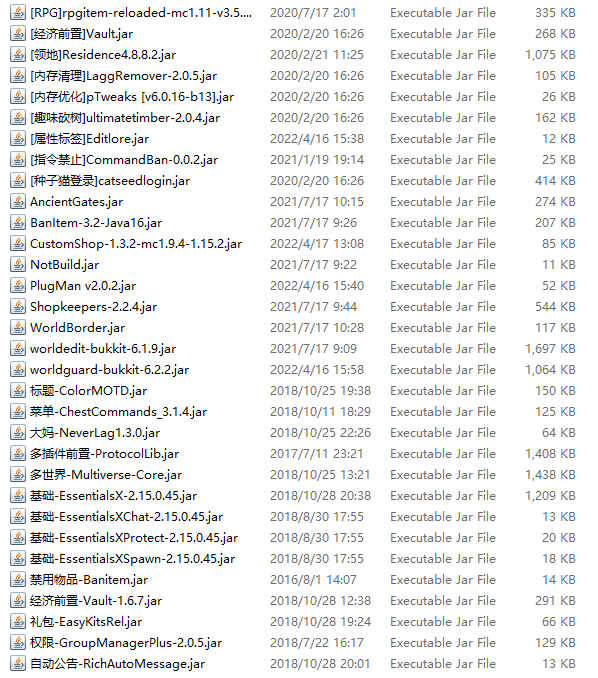 [RPG]rpgitem-reloaded-mc1.11-v3.5.... 2020/7/17 2:01 Executable Jar File 335 KB
[经济前置]Vault.jar 2020/2/20 16:26 Executable Jar File 268 KB
[领地]Residence4.8.8.2.jar 2020/2/21 11:25 Executable Jar File 1,075 KB
[内存清理]LaggRemover-2.0.5.jar 2020/2/20 16:26 Executable Jar File 105 KB
[内存优化]pTweaks [v6.0.16-b13].jar 2020/2/20 16:26 Executable Jar File 26 KB
[趣味砍树]ultimatetimber-2.0.4.jar 2020/2/20 16:26 Executable Jar File 162 KB
[属性标签]Editlore.jar 2022/4/16 15:38 Executable Jar File 12 KB
[指令禁止]CommandBan-0.0.2.jar 2021/1/19 19:14 Executable Jar File 25 KB
[种子猫登录]catseedlogin.jar 2020/2/20 16:26 Executable Jar File 414 KB
AncientGates.jar 2021/7/17 10:15 Executable Jar File 274 KB
BanItem-3.2-Java16.jar 2021/7/17 9:26 Executable Jar File 207 KB
CustomShop-1.3.2-mc1.9.4-1.15.2.jar 2022/4/17 13:08 Executable Jar File 85 KB
NotBuild.jar 2021/7/17 9:22 Executable Jar File 11 KB
PlugMan v2.0.2.jar 2022/4/16 15:40 Executable Jar File 52 KB
Shopkeepers-2.2.4.jar 2021/7/17 9:44 Executable Jar File 544 KB
WorldBorder.jar 2021/7/17 10:28 Executable Jar File 117 KB
worldedit-bukkit-6.1.9.jar 2021/7/17 9:09 Executable Jar File 1,697 KB
worldguard-bukkit-6.2.2.jar 2022/4/16 15:58 Executable Jar File 1,064 KB
标题-ColorMOTD.jar 2018/10/25 19:38 Executable Jar File 150 KB
菜单-ChestCommands_3.1.4.jar 2018/10/11 18:29 Executable Jar File 125 KB
大妈-NeverLag1.3.0.jar 2018/10/25 22:26 Executable Jar File 64 KB
多插件前置-ProtocolLib.jar 2017/7/11 23:21 Executable Jar File 1,408 KB
多世界-Multiverse-Core.jar 2018/10/25 13:21 Executable Jar File 1,438 KB
基础-EssentialsX-2.15.0.45.jar 2018/10/28 20:38 Executable Jar File 1,209 KB
基础-EssentialsXChat-2.15.0.45.jar 2018/8/30 17:55 Executable Jar File 13 KB
基础-EssentialsXProtect-2.15.0.45.jar 2018/8/30 17:55 Executable Jar File 20 KB
基础-EssentialsXSpawn-2.15.0.45.jar 2018/8/30 17:55 Executable Jar File 18 KB
禁用物品-Banitem.jar 2016/8/1 14:07 Executable Jar File 14 KB
经济前置-Vault-1.6.7.jar 2018/10/28 12:38 Executable Jar File 291 KB
礼包-EasyKitsRel.jar 2018/10/28 19:24 Executable Jar File 66 KB
权限-GroupManagerPlus-2.0.5.jar 2018/7/22 16:17 Executable Jar File 129 KB
自动公告-RichAutoMessage.jar 2018/10/28 20:01 Executable Jar File 13 KB